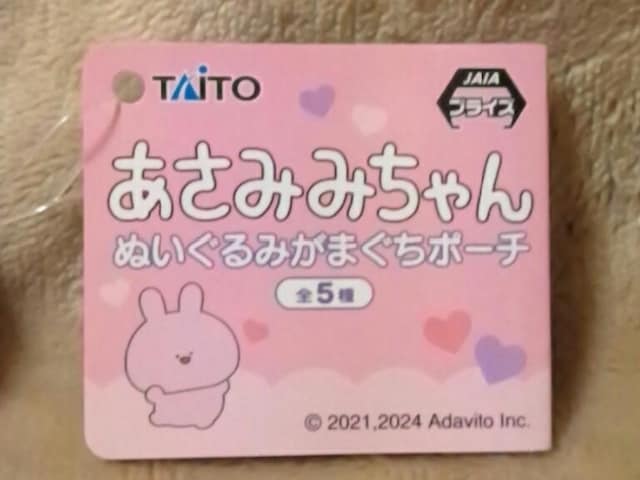 TAITO
JAIA
プライズ
あさみみちゃん
ぬいぐるみがまぐちポーチ
全5種
© 2021,2024 Adavito Inc.